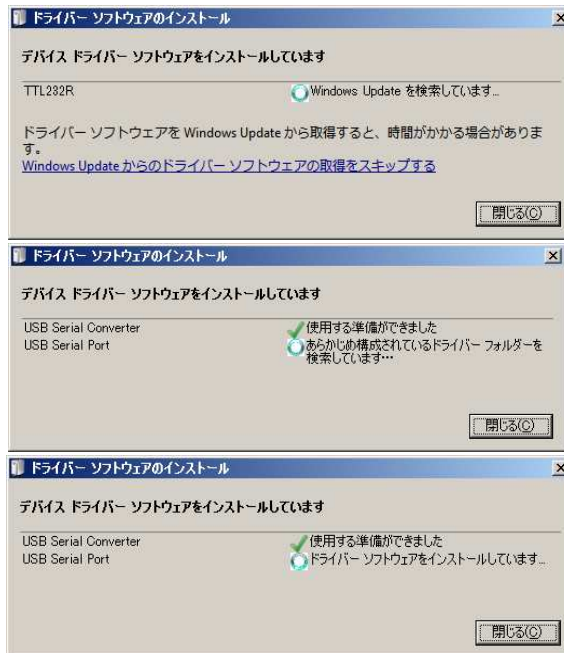 ドライバー ソフトウェアのインストール
デバイス ドライバー ソフトウェアをインストールしています
TTL232R Windows Update を検索しています...
ドライバー ソフトウェアを Windows Update から取得すると、時間がかかる場合がありま
す。
Windows Update からのドライバー ソフトウェアの取得をスキップする
閉じる(C)
ドライバー ソフトウェアのインストール
デバイス ドライバー ソフトウェアをインストールしています
USB Serial Converter 使用する準備ができました
USB Serial Port あらかじめ構成されているドライバー フォルダーを
検索しています…
閉じる(C)
ドライバー ソフトウェアのインストール
デバイス ドライバー ソフトウェアをインストールしています
USB Serial Converter 使用する準備ができました
USB Serial Port ドライバー ソフトウェアをインストールしています...
閉じる(C)